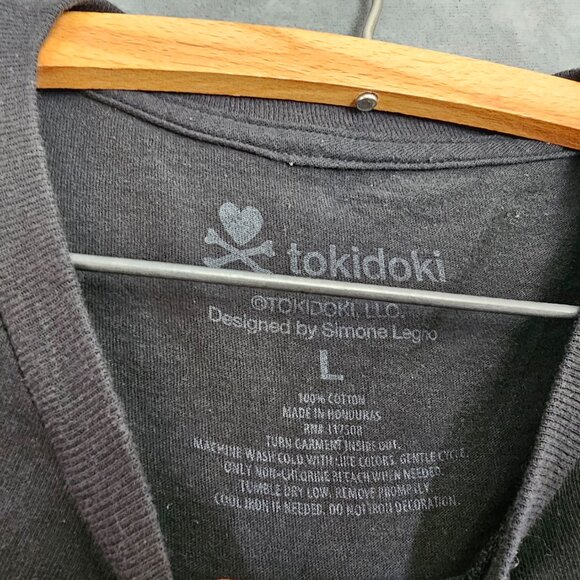 tokidoki
©TOKIDOKI, LLC.
Designed by Simone Legno
L
100% COTTON
MADE IN HONDURAS
RN# 117508
TURN GARMENT INSIDE OUT.
MACHINE WASH COLD WITH LIKE COLORS, GENTLE CYCLE.
ONLY NON-CHLORINE BLEACH WHEN NEEDED.
TUMBLE DRY LOW. REMOVE PROMPTLY.
COOL IRON IF NEEDED. DO NOT IRON DECORATION.